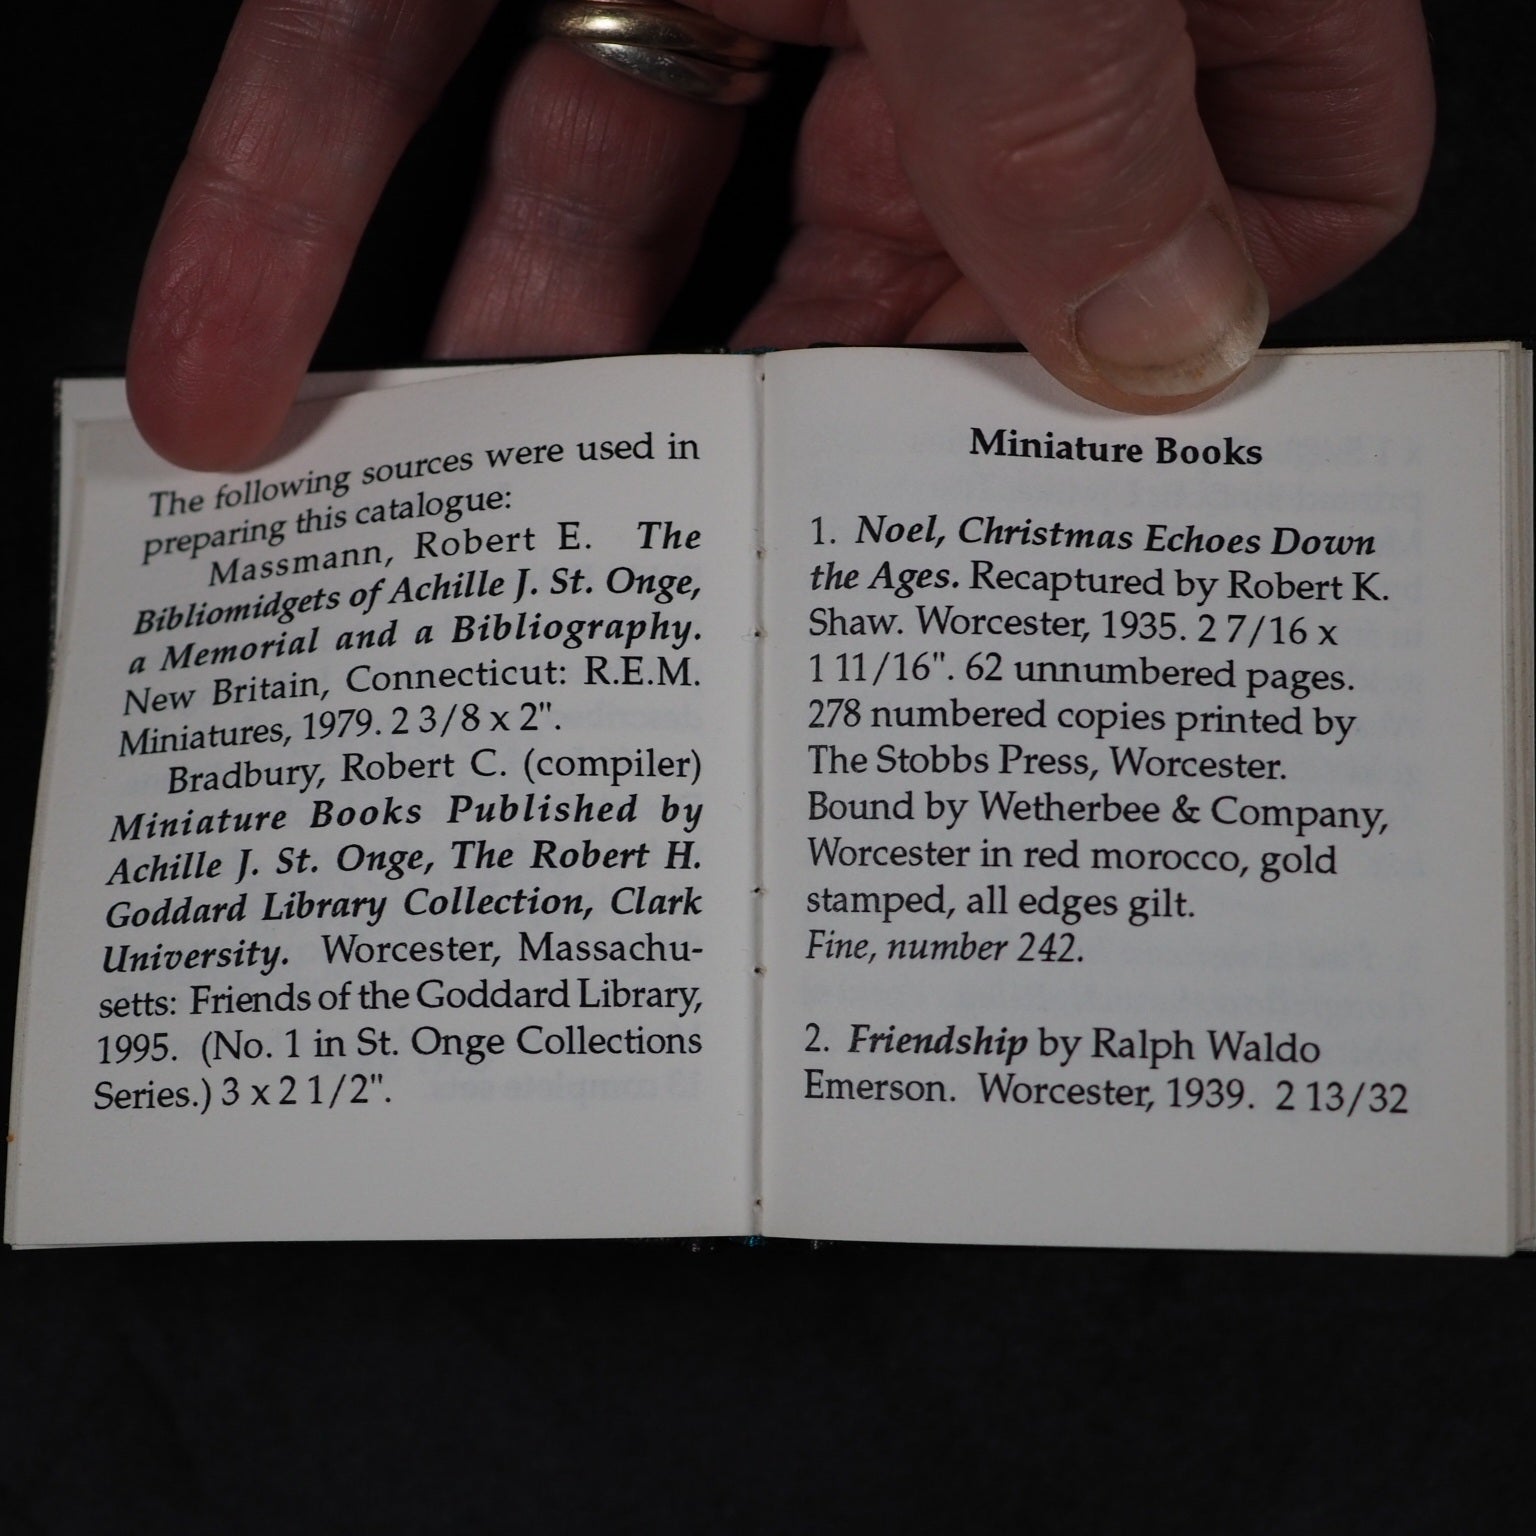 The following sources were used in
preparing this catalogue:
Massmann, Robert E. The
Bibliomidgets of Achille J. St. Onge,
a Memorial and a Bibliography.
New Britain, Connecticut: R.E.M.
Miniatures, 1979. 2 3/8 x 2".
Bradbury, Robert C. (compiler)
Miniature Books Published by
Achille J. St. Onge, The Robert H.
Goddard Library Collection, Clark
University. Worcester, Massachu-
setts: Friends of the Goddard Library,
1995. (No. 1 in St. Onge Collections
Series.) 3 x 2 1/2".
Miniature Books
1. Noel, Christmas Echoes Down
the Ages. Recaptured by Robert K.
Shaw. Worcester, 1935. 2 7/16 x
1 11/16". 62 unnumbered pages.
278 numbered copies printed by
The Stobbs Press, Worcester.
Bound by Wetherbee & Company,
Worcester in red morocco, gold
stamped, all edges gilt.
Fine, number 242.
2. Friendship by Ralph Waldo
Emerson. Worcester, 1939. 2 13/32